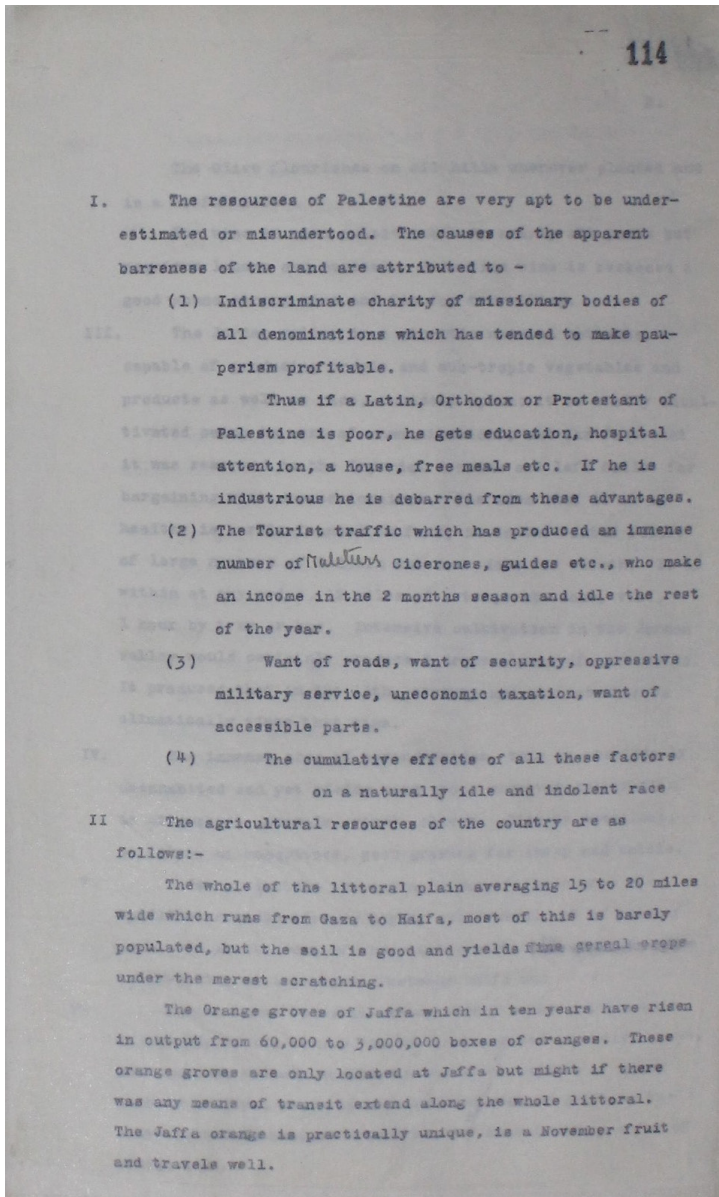 114
I. The resources of Palestine are very apt to be under-
estimated or misundertood. The causes of the apparent
barreness of the land are attributed to -
(1) Indiscriminate charity of missionary bodies of
all denominations which has tended to make pau-
perism profitable.
Thus if a Latin, Orthodox or Protestant of
Palestine is poor, he gets education, hospital
attention, a house, free meals etc. If he is
industrious he is debarred from these advantages.
(2) The Tourist traffic which has produced an immense
number of Cicerones, guides etc., who make
an income in the 2 months season and idle the rest
of the year.
(3) Want of roads, want of security, oppressive
military service, uneconomic taxation, want of
accessible parts.
(4) The cumulative effects of all these factors
on a naturally idle and indolent race
II The agricultural resources of the country are as
follows:-
The whole of the littoral plain averaging 15 to 20 miles
wide which runs from Gaza to Haifa, most of this is barely
populated, but the soil is good and yields fine cereal crops
under the merest scratching.
The Orange groves of Jaffa which in ten years have risen
in output from 60,000 to 3,000,000 boxes of oranges. These
orange groves are only located at Jaffa but might if there
was any means of transit extend along the whole littoral.
The Jaffa orange is practically unique, is a November fruit
and travels well.